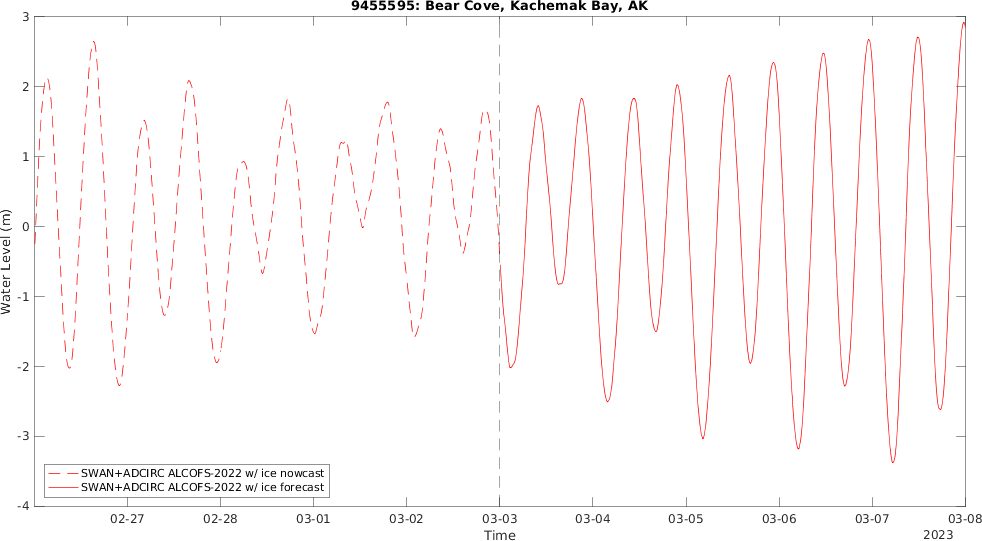 9455595: Bear Cove, Kachemak Bay, AK
3
2
1
0
-1
-2
-3
-4
Water Level (m)
SWAN+ADCIRC ALCOFS-2022 w/ ice nowcast
SWAN+ADCIRC ALCOFS-2022 w/ ice forecast
02-27 02-28 03-01 03-02 03-03 03-04 03-05 03-06 03-07 03-08
Time
2023